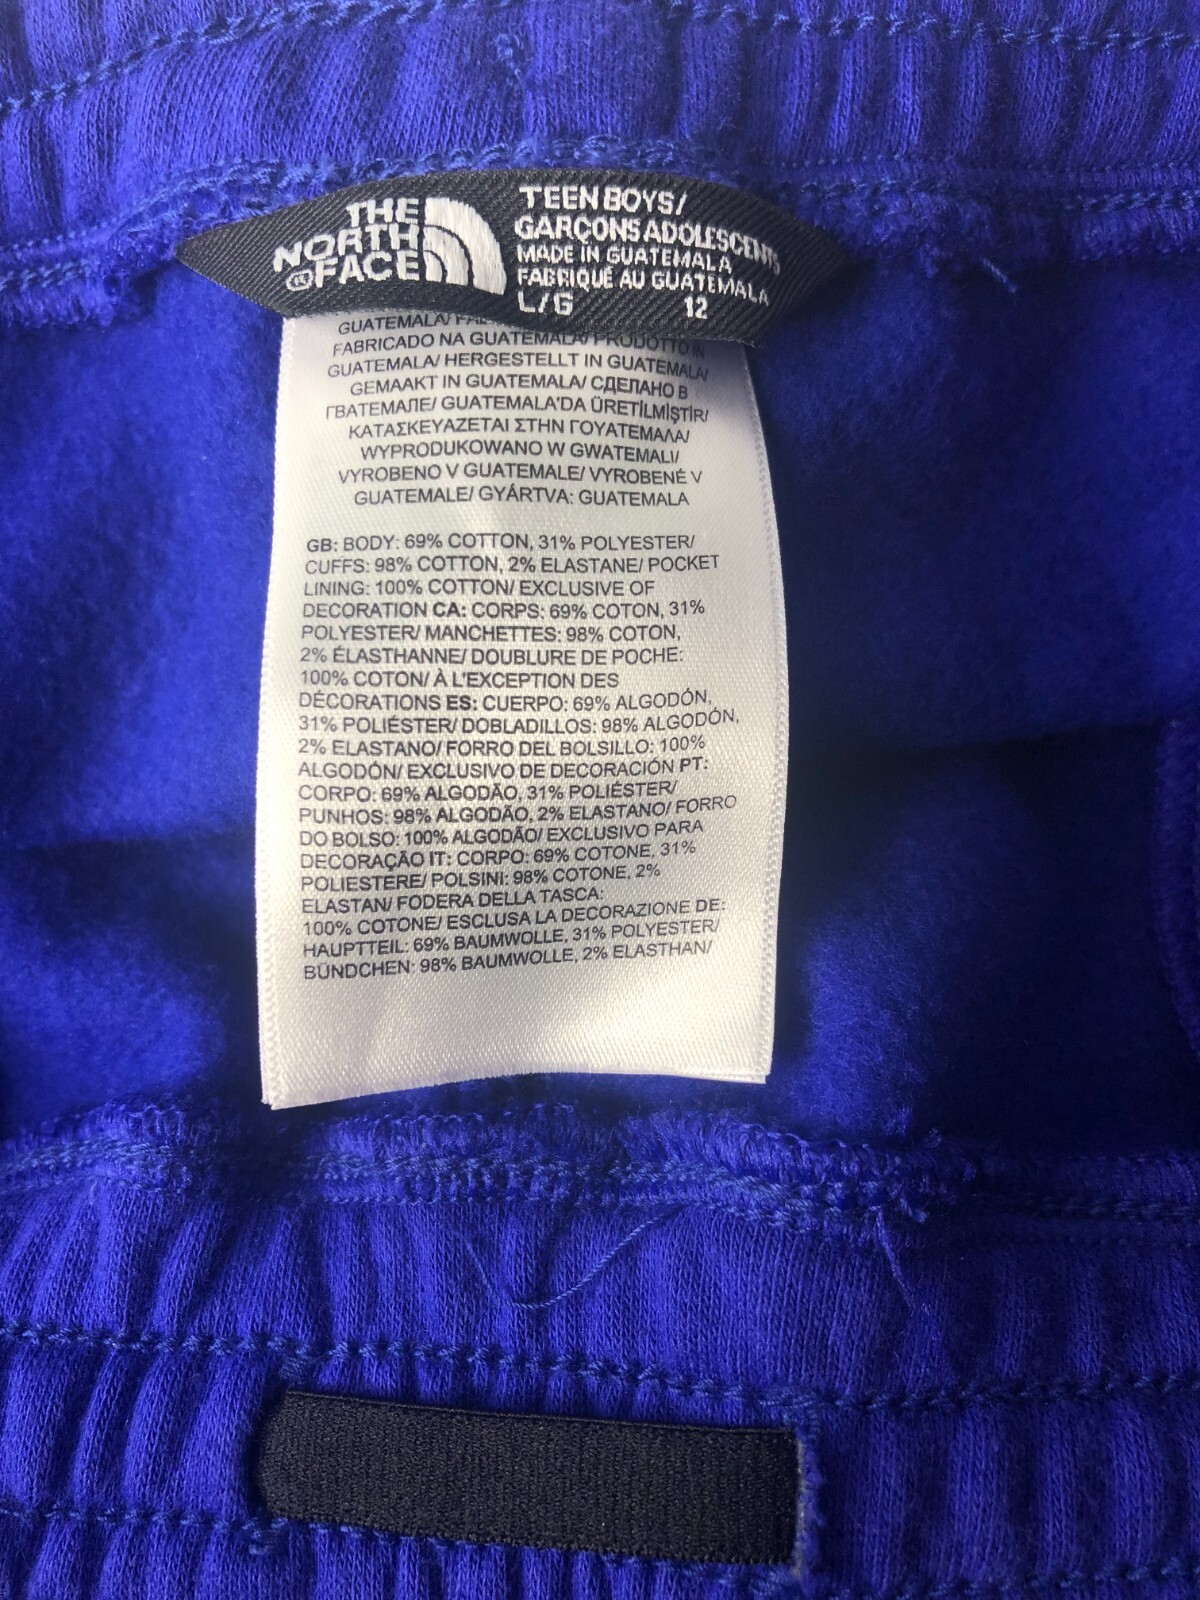 THE
NORTH
® FACE
TEEN BOYS/
GARÇONS ADOLESCENTS
MADE IN GUATEMALA
FABRIQUÉ AU GUATEMALA
L/G 12
GUATEMALA/
FABRICADO NA GUATEMALA/ PRODOTTO IN
GUATEMALA/ HERGESTELLT IN GUATEMALA/
GEMAAKT IN GUATEMALA/ СДЕЛАНО В
ГВАТЕМАЛЕ/ GUATEMALA'DA ÜRETİLMİŞTİR/
ΚΑΤΑΣΚΕΥΑΖΕΤΑΙ ΣΤΗΝ ΓΟΥΑΤΕΜΑΛΑ/
WYPRODUKOWANO W GWATEMALI/
VYROBENO V GUATEMALE/ VYROBENÉ V
GUATEMALE/ GYÁRTVA: GUATEMALA
GB: BODY: 69% COTTON, 31% POLYESTER/
CUFFS: 98% COTTON, 2% ELASTANE/ POCKET
LINING: 100% COTTON/ EXCLUSIVE OF
DECORATION CA: CORPS: 69% COTON, 31%
POLYESTER/ MANCHETTES: 98% COTON,
2% ÉLASTHANNE/ DOUBLURE DE POCHE:
100% COTON/ À L'EXCEPTION DES
DÉCORATIONS ES: CUERPO: 69% ALGODÓN,
31% POLIÉSTER/ DOBLADILLOS: 98% ALGODÓN,
2% ELASTANO/ FORRO DEL BOLSILLO: 100%
ALGODÓN/ EXCLUSIVO DE DECORACIÓN PT:
CORPO: 69% ALGODÃO, 31% POLIÉSTER/
PUNHOS: 98% ALGODÃO, 2% ELASTANO/ FORRO
DO BOLSO: 100% ALGODÃO/ EXCLUSIVO PARA
DECORAÇÃO IT: CORPO: 69% COTONE, 31%
POLIESTERE/ POLSINI: 98% COTONE, 2%
ELASTAN/ FODERA DELLA TASCA:
100% COTONE/ ESCLUSA LA DECORAZIONE DE:
HAUPTTEIL: 69% BAUMWOLLE, 31% POLYESTER/
BÜNDCHEN: 98% BAUMWOLLE, 2% ELASTHAN/